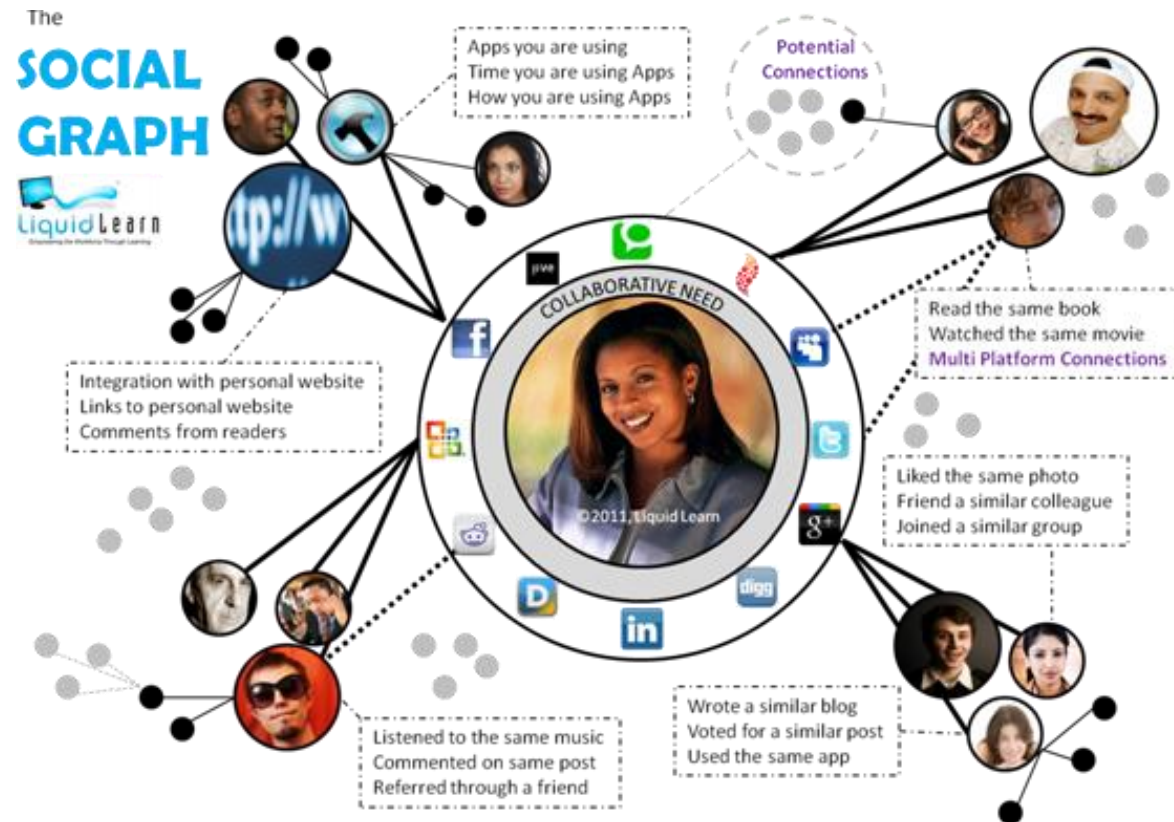 The
SOCIAL
GRAPH
Liquid Learn
Apps you are using
Time you are using Apps
How you are using Apps
Potential
Connections
tp://w
jive
COLLABORATIVE NEED
f
Read the same book
Watched the same movie
Multi Platform Connections
Integration with personal website
Links to personal website
Comments from readers
t
Liked the same photo
Friend a similar colleague
Joined a similar group
g+
©2011, Liquid Learn
D
digg
in
Wrote a similar blog
Voted for a similar post
Used the same app
Listened to the same music
Commented on same post
Referred through a friend